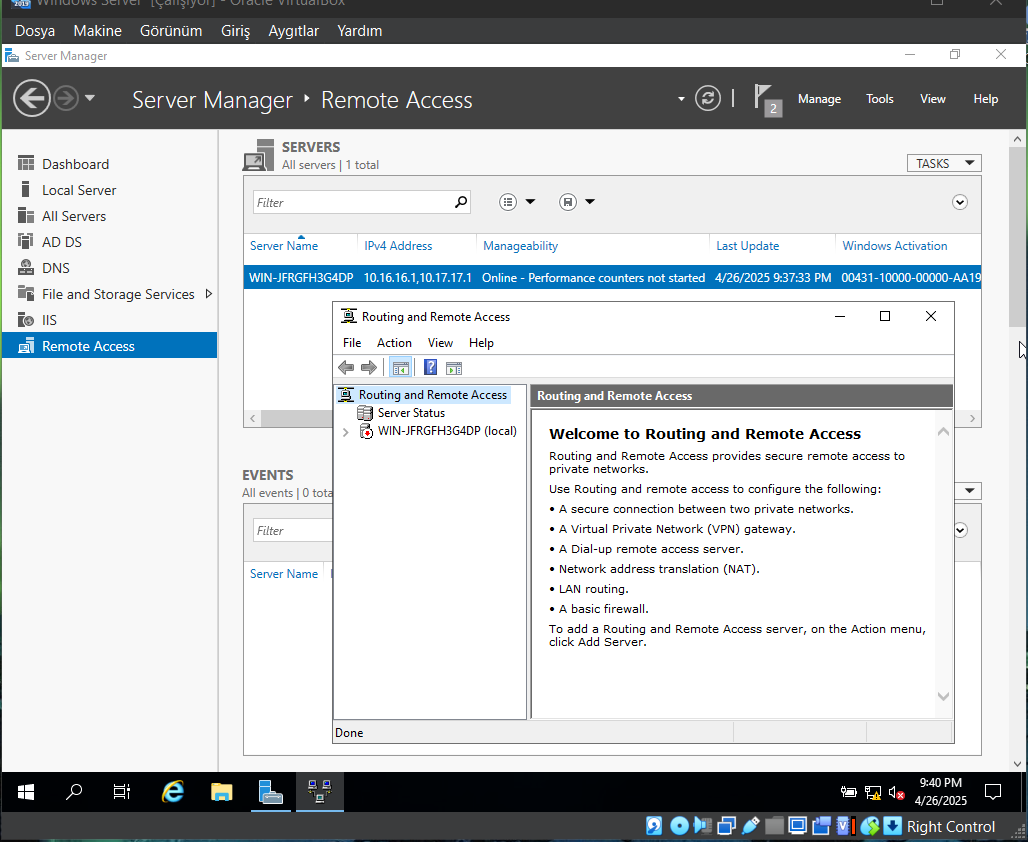 2019 Windows Server [Çalışıyor] - Oracle VirtualBox
Dosya Makine Görünüm Giriş Aygıtlar Yardım
Server Manager
Server Manager ‣ Remote Access
2
Manage Tools View Help
Dashboard
Local Server
All Servers
AD DS
DNS
File and Storage Services
IIS
Remote Access
SERVERS
All servers | 1 total
TASKS
Filter
Server Name IPv4 Address Manageability Last Update Windows Activation
WIN-JFRGFH3G4DP 10.16.16.1,10.17.17.1 Online - Performance counters not started 4/26/2025 9:37:33 PM 00431-10000-00000-AA19
EVENTS
All events | 0 tota
Filter
Server Name
Routing and Remote Access
File Action View Help
Routing and Remote Access
Server Status
WIN-JFRGFH3G4DP (local)
Routing and Remote Access
Welcome to Routing and Remote Access
Routing and Remote Access provides secure remote access to
private networks.
Use Routing and remote access to configure the following:
• A secure connection between two private networks.
• A Virtual Private Network (VPN) gateway.
• A Dial-up remote access server.
• Network address translation (NAT).
• LAN routing.
• A basic firewall.
To add a Routing and Remote Access server, on the Action menu,
click Add Server.
Done
9:40 PM
4/26/2025
Right Control